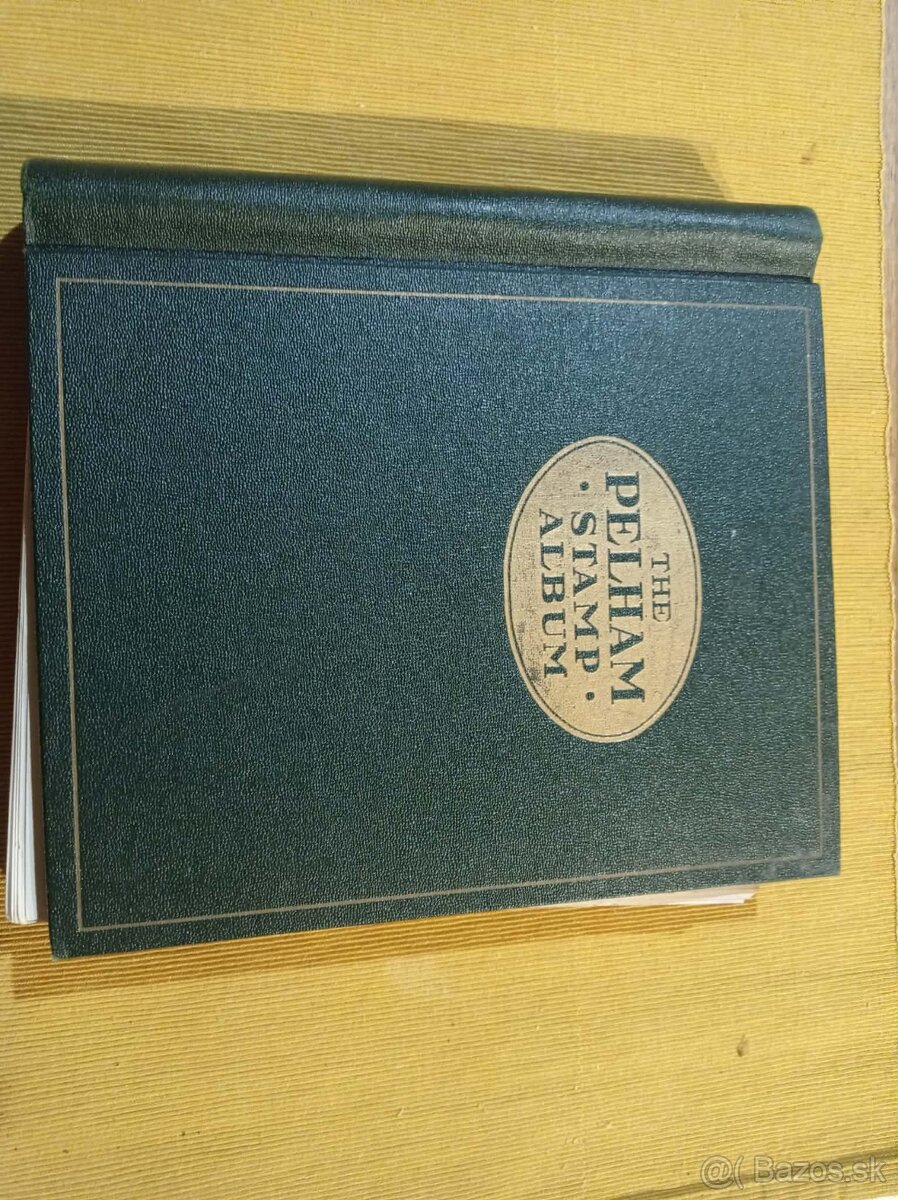 THE
PELHAM
· STAMP ·
ALBUM
@( Bazos.sk